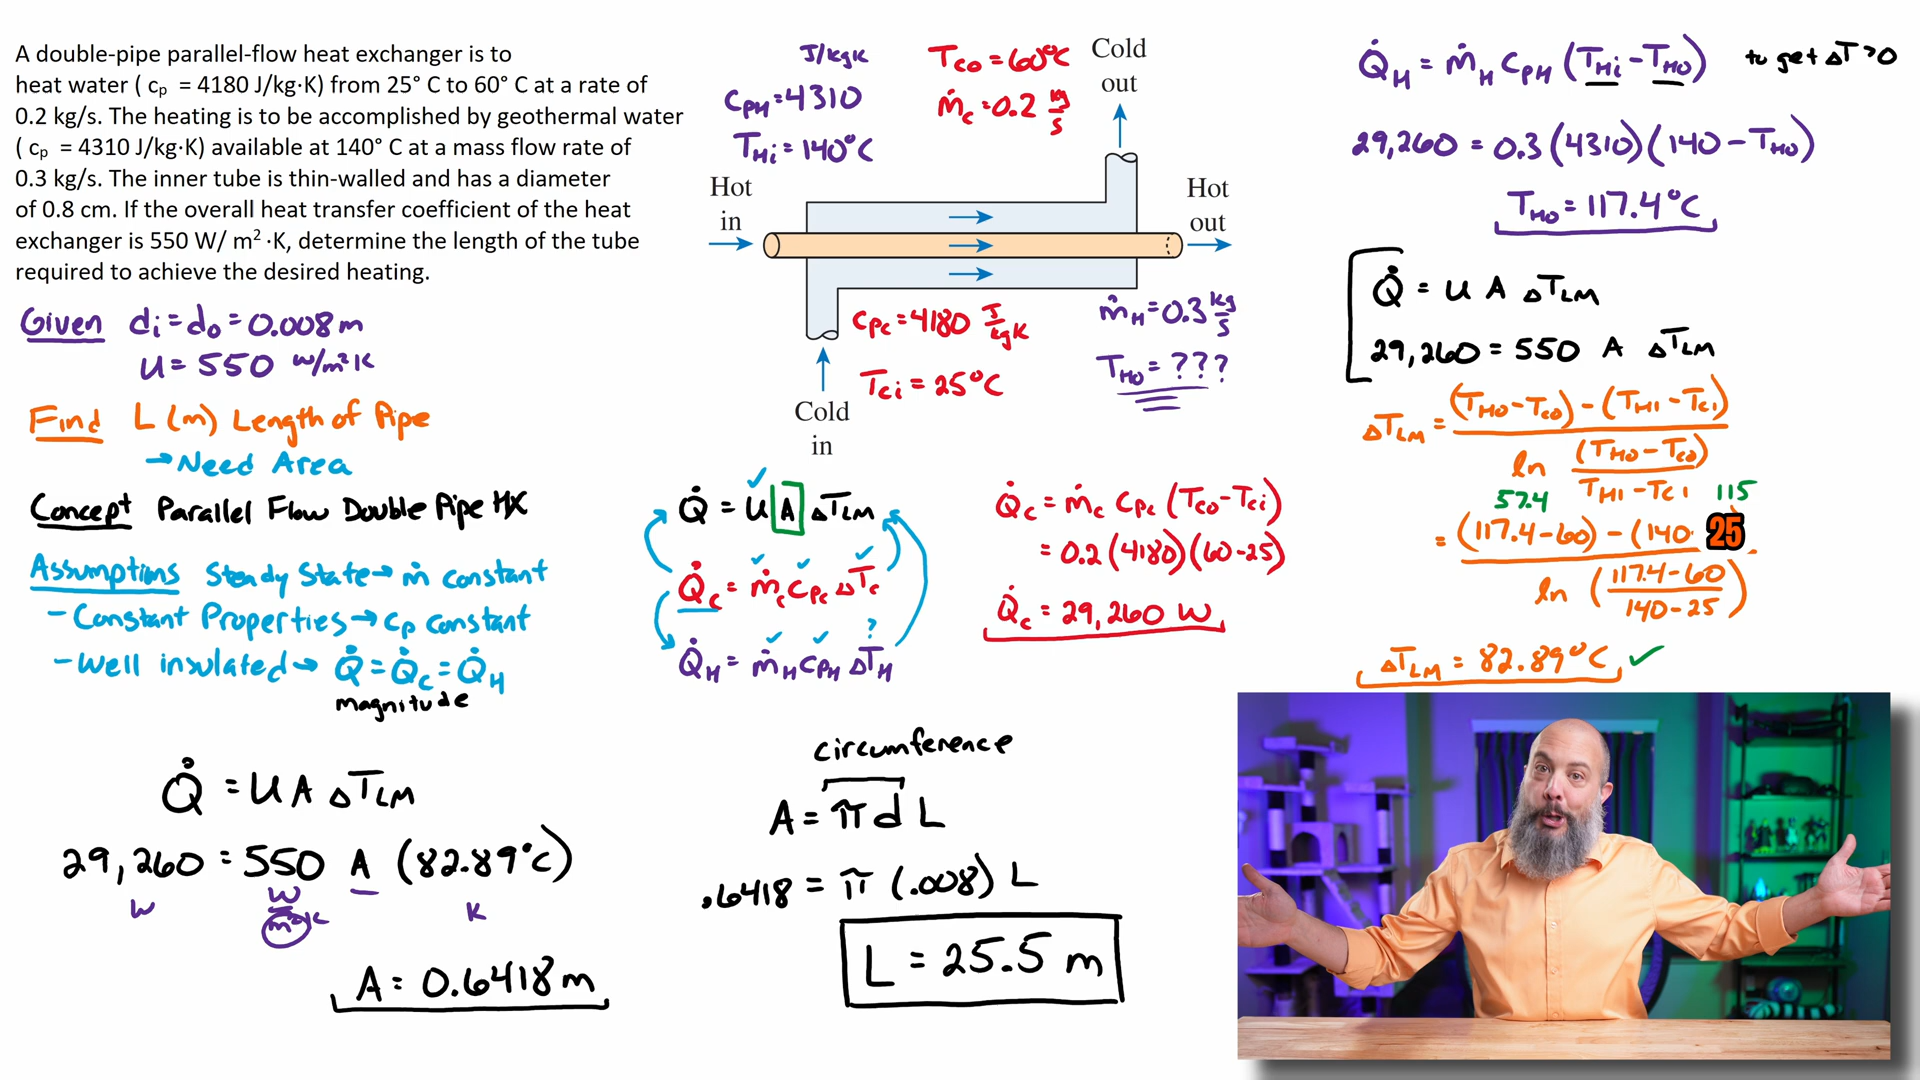 A double-pipe parallel-flow heat exchanger is to
heat water ( cp = 4180 J/kg·K) from 25° C to 60° C at a rate of
0.2 kg/s. The heating is to be accomplished by geothermal water
( cp = 4310 J/kg·K) available at 140° C at a mass flow rate of
0.3 kg/s. The inner tube is thin-walled and has a diameter
of 0.8 cm. If the overall heat transfer coefficient of the heat
exchanger is 550 W/ m² ·K, determine the length of the tube
required to achieve the desired heating.
Given di = do = 0.008 m
U = 550 W/m²K
Find L (m) Length of Pipe
→ Need Area
Concept Parallel Flow Double Pipe HX
Assumptions Steady State → ṁ constant
- Constant Properties → cp constant
- Well insulated → Q̇ = Q̇c = Q̇H
magnitude
J/kgK
CPH = 4310
THi = 140°C
Tco = 60°C
ṁc = 0.2 kg/s
Cold
out
Hot
in
Hot
out
CPc = 4180 J/kgK
Tci = 25°C
ṁH = 0.3 kg/s
THo = ???
Cold
in
✓
Q̇ = U A ΔTLM
✓ ✓ ✓
Q̇c = ṁc CPc ΔTc
✓ ✓ ?
Q̇H = ṁH CPH ΔTH
Q̇c = ṁc CPc (Tco - Tci)
= 0.2 (4180) (60-25)
Q̇c = 29,260 W
Q̇H = ṁH CPH (THi - THo) to get ΔT > 0
29,260 = 0.3 (4310) (140 - THo)
THo = 117.4°C
Q̇ = U A ΔTLM
29,260 = 550 A ΔTLM
ΔTLM = (THo - Tco) - (THi - Tci)
ln (THo - Tco)
THi - Tci
57.4 115
= (117.4 - 60) - (140 - 25
ln (117.4 - 60
140 - 25)
ΔTLM = 82.89°C ✓
Q̇ = U A ΔTLM
29,260 = 550 A (82.89°C)
W W/m²K K
A = 0.6418 m
circumference
A = π d L
.6418 = π (.008) L
L = 25.5 m